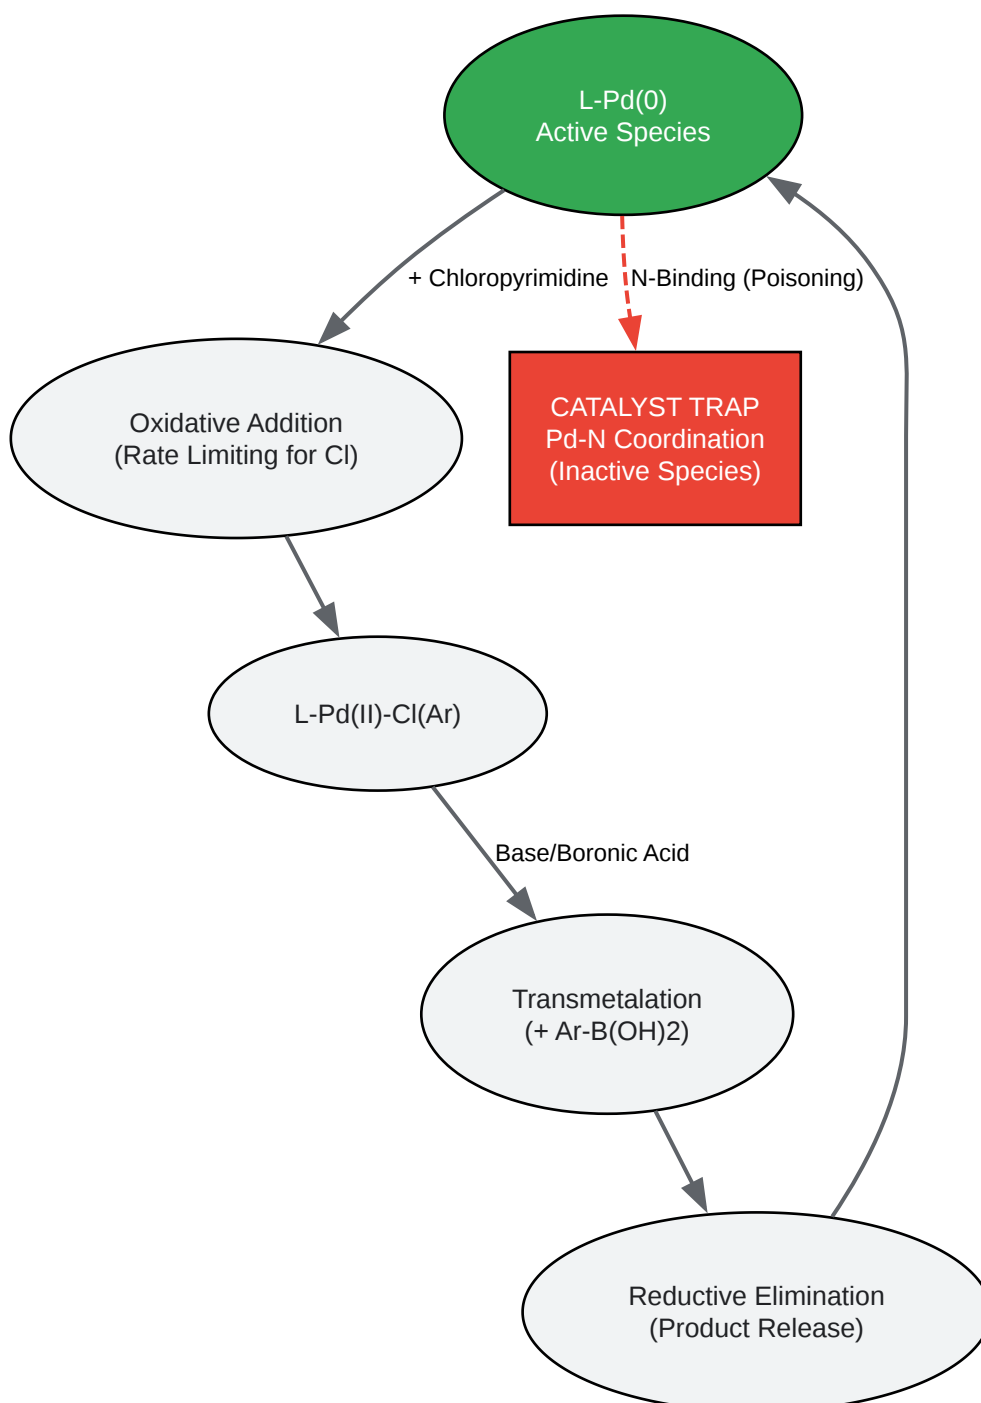 L-Pd(0)
Active Species
+ Chloropyrimidine
N-Binding (Poisoning)
Oxidative Addition
(Rate Limiting for Cl)
CATALYST TRAP
Pd-N Coordination
(Inactive Species)
L-Pd(II)-Cl(Ar)
Base/Boronic Acid
Transmetalation
(+ Ar-B(OH)2)
Reductive Elimination
(Product Release)